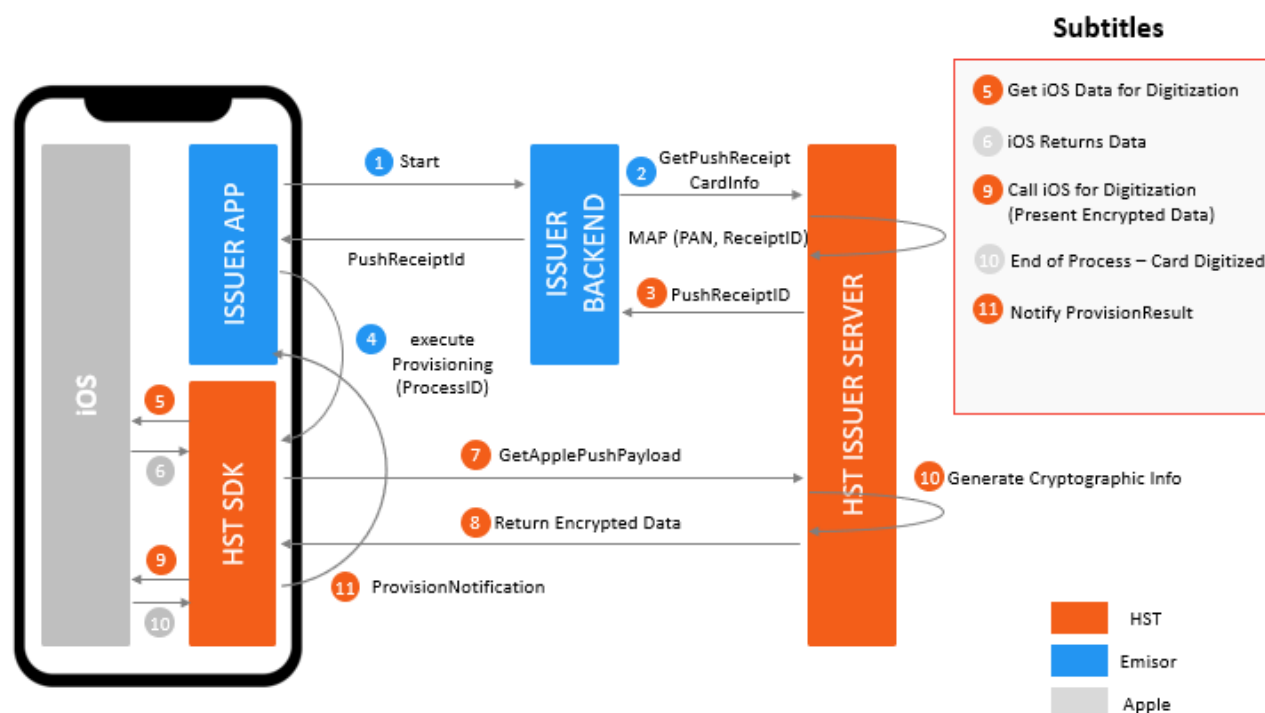 Subtitles
5 Get iOS Data for Digitization
6 iOS Returns Data
9 Call iOS for Digitization
(Present Encrypted Data)
10 End of Process – Card Digitized
11 Notify ProvisionResult
iOS
ISSUER APP
HST SDK
ISSUER
BACKEND
HST ISSUER SERVER
1 Start
2 GetPushReceipt
CardInfo
MAP (PAN, ReceiptID)
PushReceiptId
3 PushReceiptID
4 execute
Provisioning
(ProcessID)
5
6
7 GetApplePushPayload
10 Generate Cryptographic Info
8 Return Encrypted Data
9
10
11 ProvisionNotification
HST
Emisor
Apple